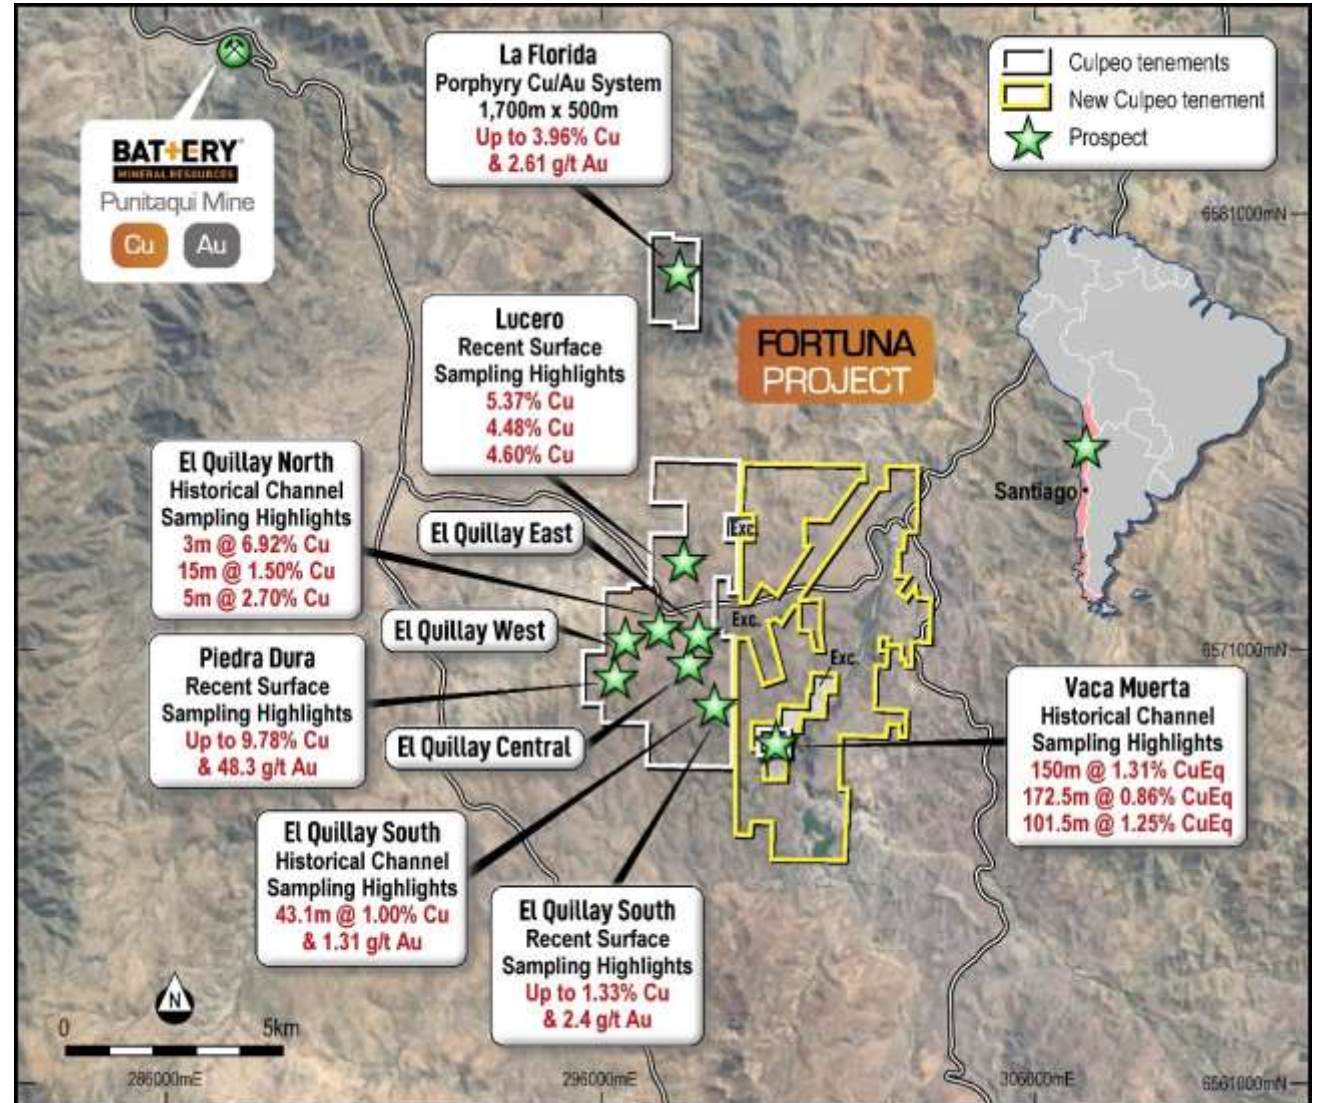 La Florida
Porphyry Cu/Au System
1,700m x 500m
Up to 3.96% Cu
& 2.61 g/t Au
Culpeo tenements
New Culpeo tenement
Prospect
BATTERY
MINERAL RESOURCES
Punitaqui Mine
Cu
Au
6581000mN
Lucero
Recent Surface
Sampling Highlights
5.37% Cu
4.48% Cu
4.60% Cu
FORTUNA
PROJECT
Santiago
El Quillay North
Historical Channel
Sampling Highlights
3m @ 6.92% Cu
15m @ 1.50% Cu
5m @ 2.70% Cu
El Quillay East
Exc.
El Quillay West
Exc.
Exc.
6571000mN
Piedra Dura
Recent Surface
Sampling Highlights
Up to 9.78% Cu
& 48.3 g/t Au
El Quillay Central
Vaca Muerta
Historical Channel
Sampling Highlights
150m @ 1.31% CuEq
172.5m @ 0.86% CuEq
101.5m @ 1.25% CuEq
El Quillay South
Historical Channel
Sampling Highlights
43.1m @ 1.00% Cu
& 1.31 g/t Au
El Quillay South
Recent Surface
Sampling Highlights
Up to 1.33% Cu
& 2.4 g/t Au
N
0
5km
286000mE
296000mE
306000mE
6561000mN